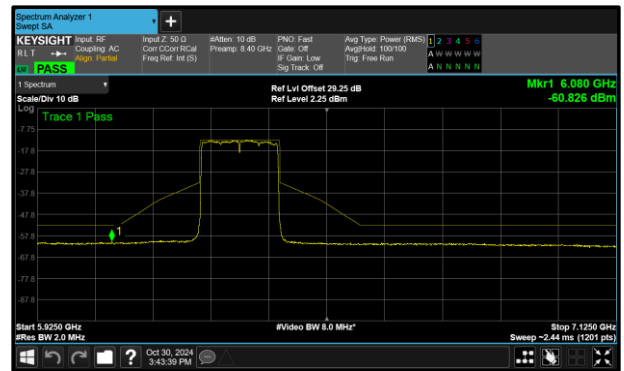 Spectrum Analyzer 1
Swept SA
+
KEYSIGHT
RLT
LXI PASS
Input: RF
Coupling: AC
Align: Partial
Input Z: 50 Ω
Corr CCorr RCal
Freq Ref: Int (S)
#Atten: 10 dB
Preamp: 8.40 GHz
PNO: Fast
Gate: Off
IF Gain: Low
Sig Track: Off
Avg Type: Power (RMS)
Avg|Hold: 100/100
Trig: Free Run
1 2 3 4 5 6
A W W W W W
A N N N N N
1 Spectrum
Scale/Div 10 dB
Ref Lvl Offset 29.25 dB
Ref Level 2.25 dBm
Mkr1 6.080 GHz
-60.826 dBm
Log
Trace 1 Pass
-7.75
-17.8
-27.8
-37.8
-47.8
-57.8
-67.8
-77.8
-87.8
1
Start 5.9250 GHz
#Res BW 2.0 MHz
#Video BW 8.0 MHz*
Stop 7.1250 GHz
Sweep ~2.44 ms (1201 pts)
?
Oct 30, 2024
3:43:39 PM